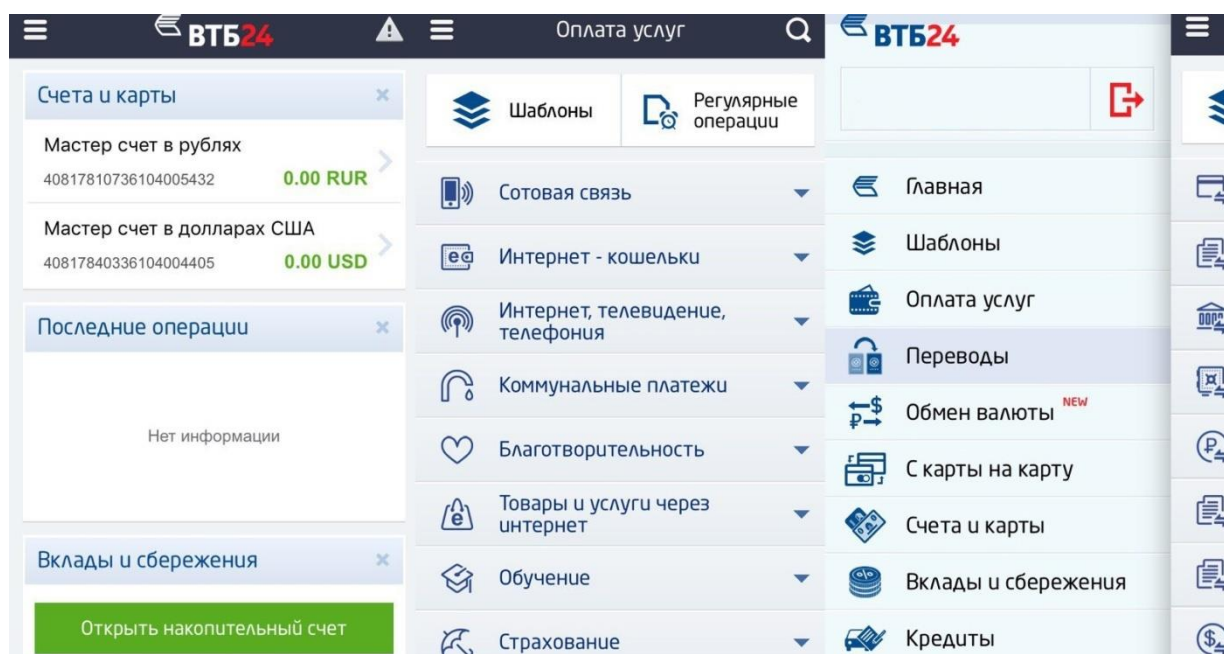 ВТБ24
Счета и карты
Мастер счет в рублях
40817810736104005432 0.00 RUR
Мастер счет в долларах США
40817840336104004405 0.00 USD
Последние операции
Нет информации
Вклады и сбережения
Открыть накопительный счет
Оплата услуг
Шаблоны
Регулярные
операции
Сотовая связь
Интернет - кошельки
Интернет, телевидение,
телефония
Коммунальные платежи
Благотворительность
Товары и услуги через
интернет
Обучение
Страхование
ВТБ24
Главная
Шаблоны
Оплата услуг
Переводы
Обмен валюты NEW
С карты на карту
Счета и карты
Вклады и сбережения
Кредиты